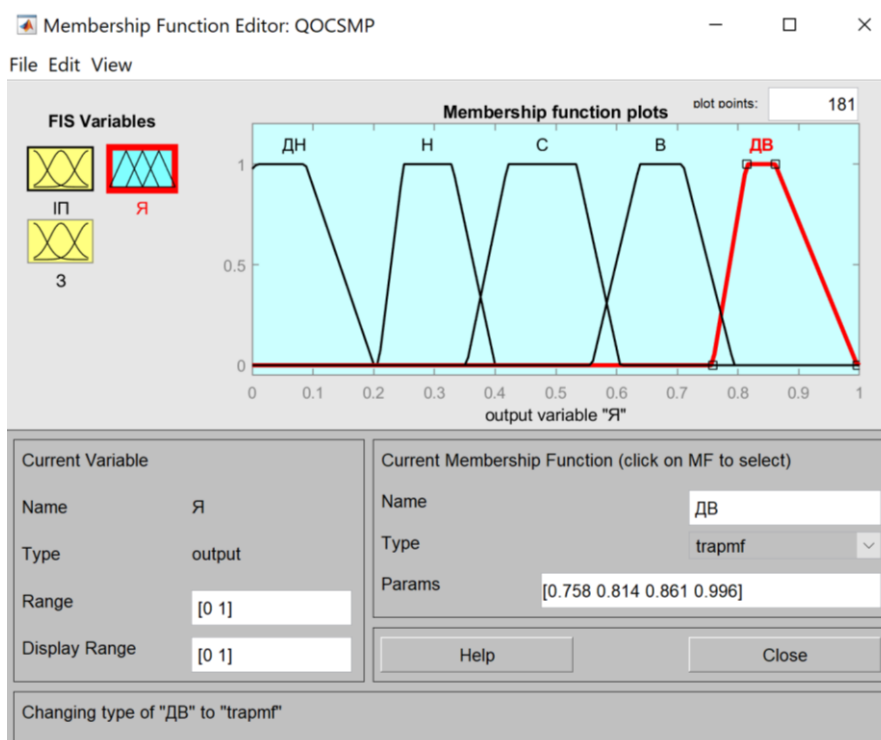 Membership Function Editor: QOCSMP
File Edit View
FIS Variables
ІП
Я
З
Membership function plots
plot points:
181
ДН
Н
С
В
ДВ
1
0.5
0
0 0.1 0.2 0.3 0.4 0.5 0.6 0.7 0.8 0.9 1
output variable "Я"
Current Variable
Name Я
Type output
Range [0 1]
Display Range [0 1]
Current Membership Function (click on MF to select)
Name ДВ
Type trapmf
Params [0.758 0.814 0.861 0.996]
Help Close
Changing type of "ДВ" to "trapmf"